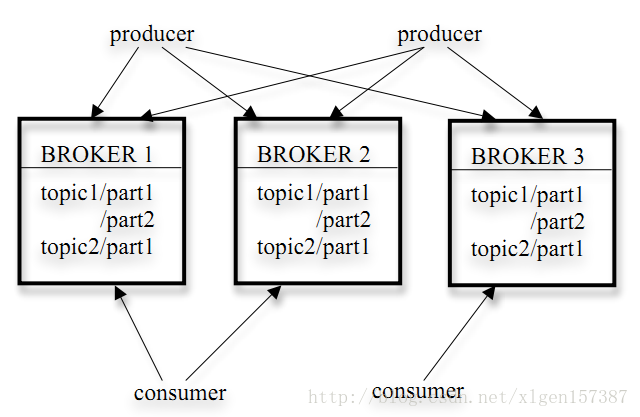 producer producer
BROKER 1 BROKER 2 BROKER 3
topic1/part1 topic1/part1 topic1/part1
/part2 /part2 /part2
topic2/part1 topic2/part1 topic2/part1
consumer consumer
http://blog.csdn.net/xlgen157387